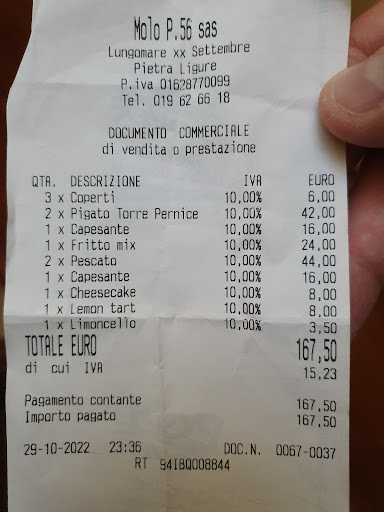 Molo P.56 sas
Lungomare xx Settembre
Pietra Ligure
P.iva 01628770099
Tel. 019 62 66 18
DOCUMENTO COMMERCIALE
di vendita o prestazione
QTA. DESCRIZIONE IVA EURO
3 x Coperti 10,00% 6,00
2 x Pigato Torre Pernice 10,00% 42,00
1 x Capesante 10,00% 16,00
1 x Fritto mix 10,00% 24,00
2 x Pescato 10,00% 44,00
1 x Capesante 10,00% 16,00
1 x Cheesecake 10,00% 8,00
1 x Lemon tart 10,00% 8,00
1 x Limoncello 10,00% 3,50
TOTALE EURO 167,50
di cui IVA 15,23
Pagamento contante 167,50
Importo pagato 167,50
29-10-2022 23:36 DOC.N. 0067-0037
RT 94IBQ008844